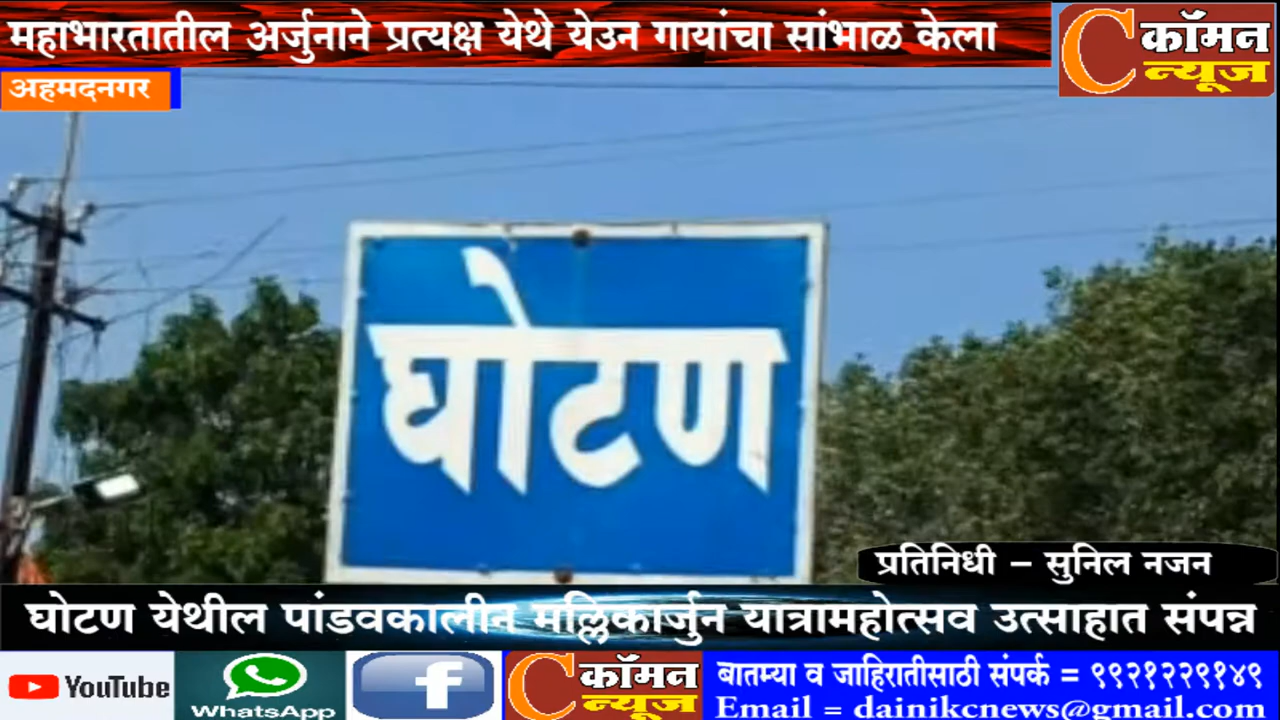 महाभारतातील अर्जुनाने प्रत्यक्ष येथे येउन गायांचा सांभाळ केला
C कॉमन
न्यूज
अहमदनगर
घोटण
प्रतिनिधी – सुनिल नजन
घोटण येथील पांडवकालीन मल्लिकार्जुन यात्रामहोत्सव उत्साहात संपन्न
YouTube
WhatsApp
f
C कॉमन
न्यूज
बातम्या व जाहिरातीसाठी संपर्क = ९९२१२२९१४९
Email = dainikcnews@gmail.com